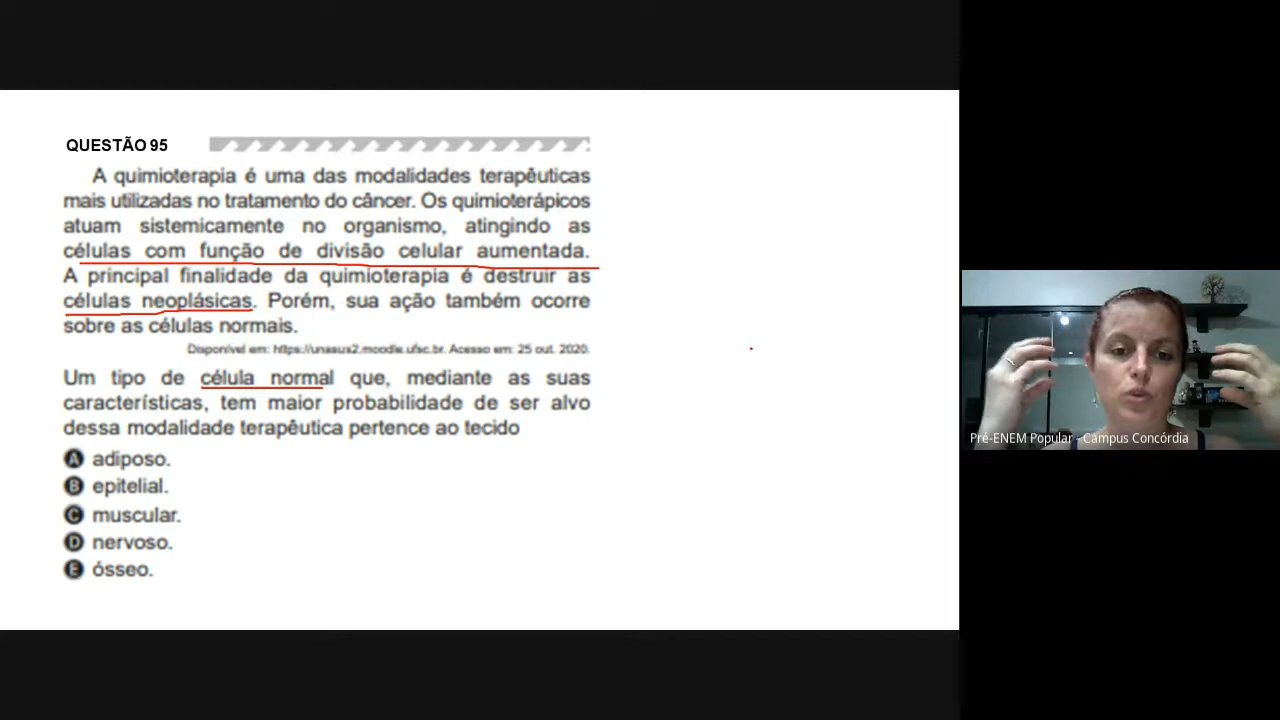 QUESTÃO 95
A quimioterapia é uma das modalidades terapêuticas
mais utilizadas no tratamento do câncer. Os quimioterápicos
atuam sistemicamente no organismo, atingindo as
células com função de divisão celular aumentada.
A principal finalidade da quimioterapia é destruir as
células neoplásicas. Porém, sua ação também ocorre
sobre as células normais.
Disponível em: https://unasus2.moodle.ufsc.br. Acesso em: 25 out. 2020.
Um tipo de célula normal que, mediante as suas
características, tem maior probabilidade de ser alvo
dessa modalidade terapêutica pertence ao tecido
A adiposo.
B epitelial.
C muscular.
D nervoso.
E ósseo.
Pré-ENEM Popular - Campus Concórdia